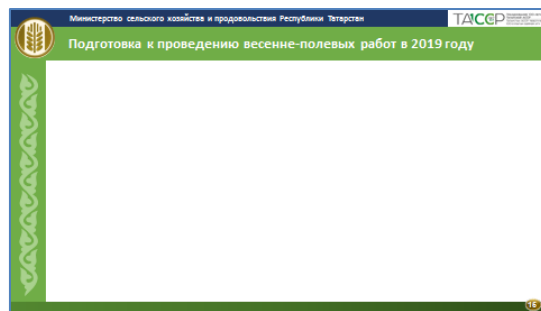 Министерство сельского хозяйства и продовольствия Республики Татарстан
ТАССР
Подготовка к проведению весенне-полевых работ в 2019 году
16